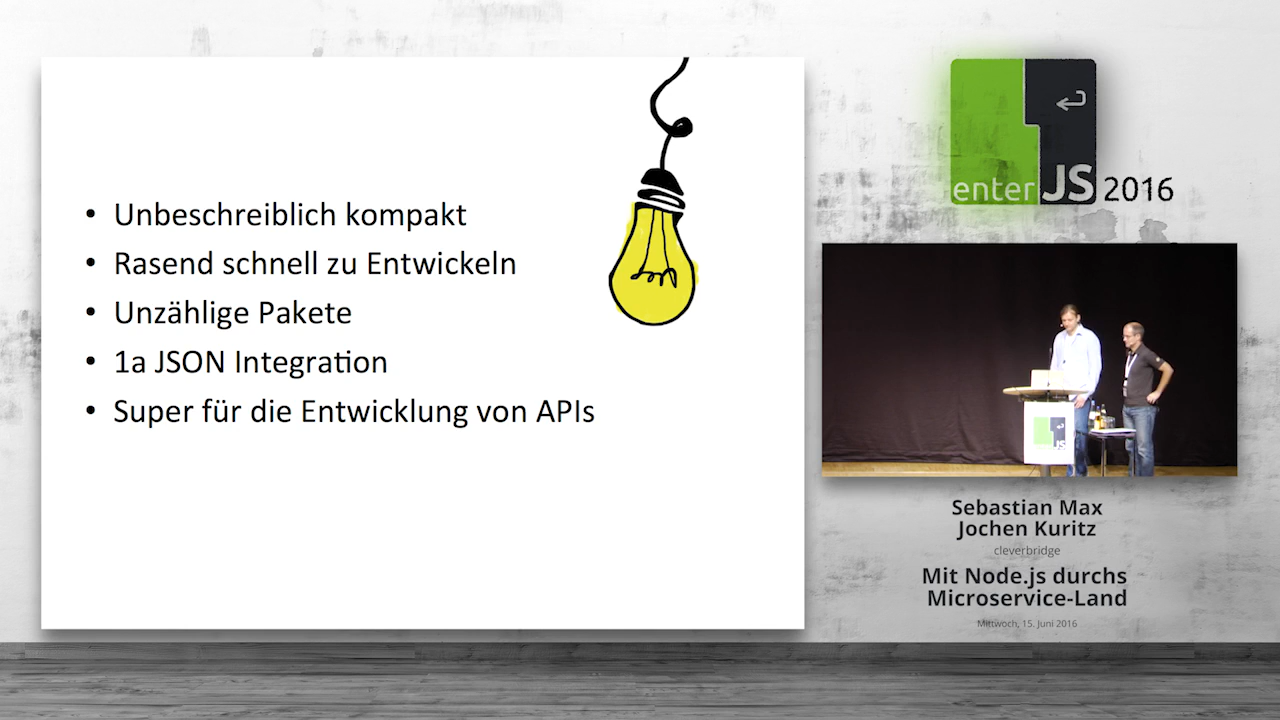 • Unbeschreiblich kompakt
• Rasend schnell zu Entwickeln
• Unzählige Pakete
• 1a JSON Integration
• Super für die Entwicklung von APIs
enter JS 2016
JS
Sebastian Max
Jochen Kuritz
cleverbridge
Mit Node.js durchs
Microservice-Land
Mittwoch, 15. Juni 2016